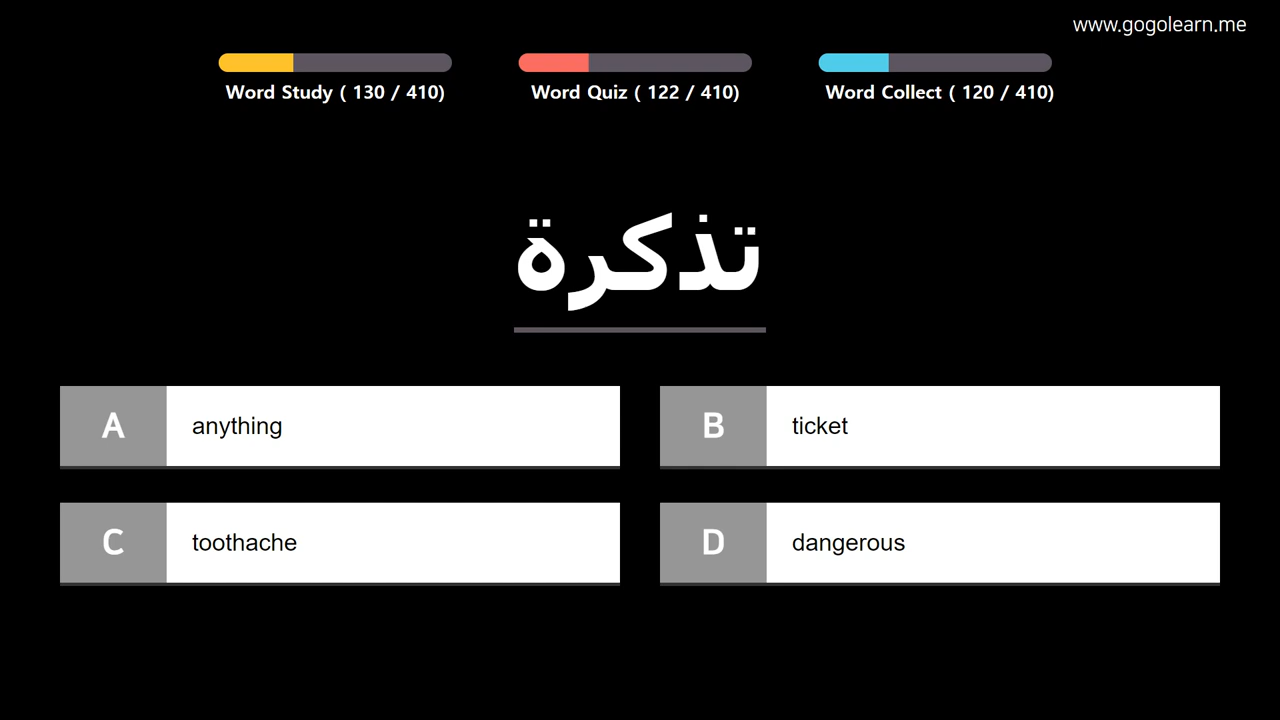 www.gogolearn.me
Word Study ( 130 / 410)
Word Quiz ( 122 / 410)
Word Collect ( 120 / 410)
تذكرة
A anything
B ticket
C toothache
D dangerous